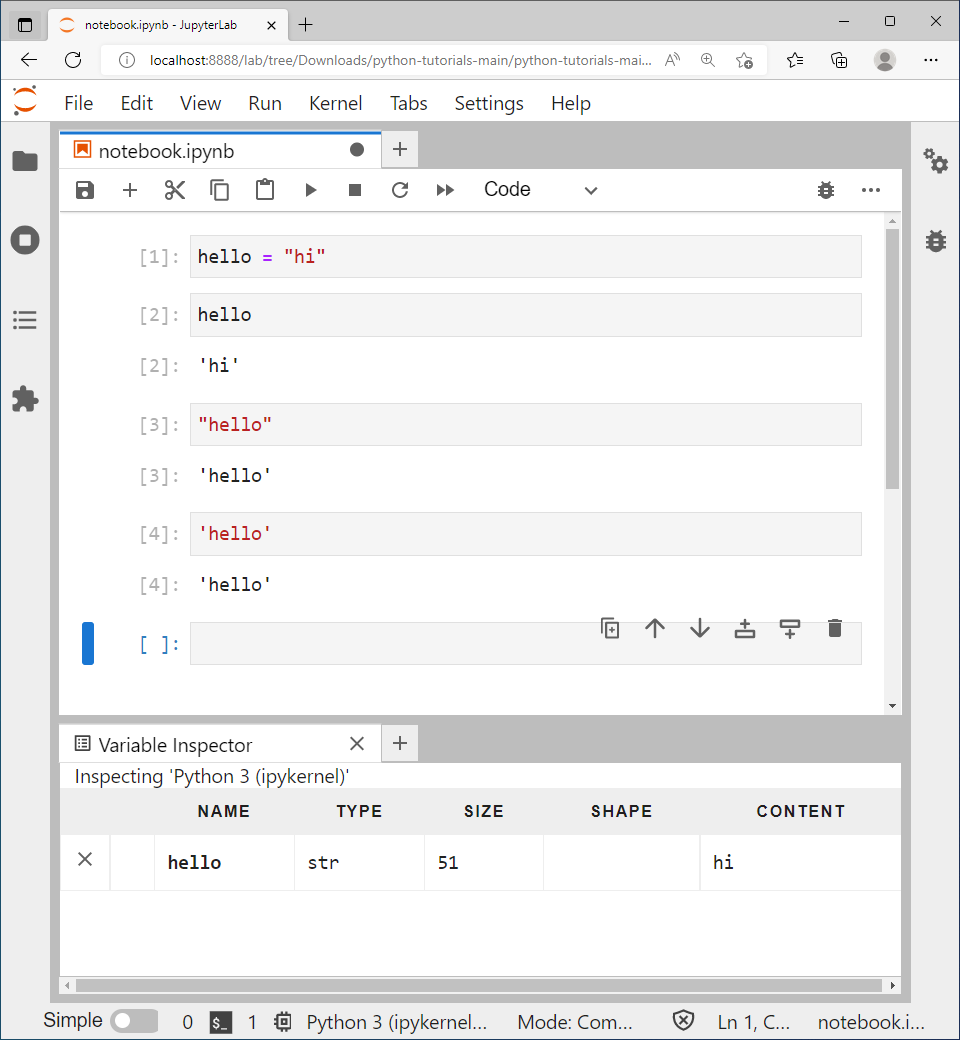 notebook.ipynb - JupyterLab
localhost:8888/lab/tree/Downloads/python-tutorials-main/python-tutorials-mai...
File Edit View Run Kernel Tabs Settings Help
notebook.ipynb
Code
[1]: hello = "hi"
[2]: hello
[2]: 'hi'
[3]: "hello"
[3]: 'hello'
[4]: 'hello'
[4]: 'hello'
[ ]:
Variable Inspector
Inspecting 'Python 3 (ipykernel)'
NAME TYPE SIZE SHAPE CONTENT
hello str 51 hi
Simple 0 $_ 1 Python 3 (ipykernel... Mode: Com... Ln 1, C... notebook.i...